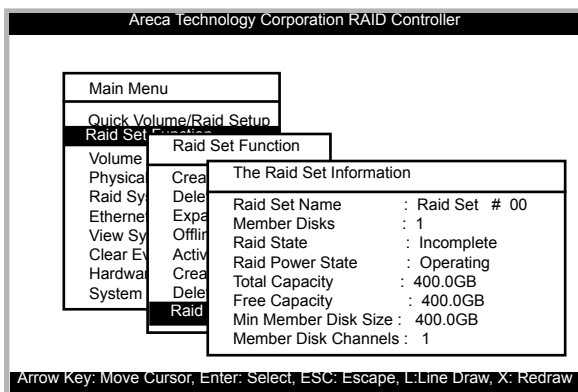 Areca Technology Corporation RAID Controller
Main Menu
Quick Volume/Raid Setup
Raid Set Function
Volume
Physica
Raid Sy
Etherne
View Sy
Clear Ev
Hardwa
System
Raid Set Function
Crea
Dele
Expa
Offlin
Activ
Crea
Dele
Raid
The Raid Set Information
Raid Set Name : Raid Set # 00
Member Disks : 1
Raid State : Incomplete
Raid Power State : Operating
Total Capacity : 400.0GB
Free Capacity : 400.0GB
Min Member Disk Size : 400.0GB
Member Disk Channels : 1
Arrow Key: Move Cursor, Enter: Select, ESC: Escape, L:Line Draw, X: Redraw